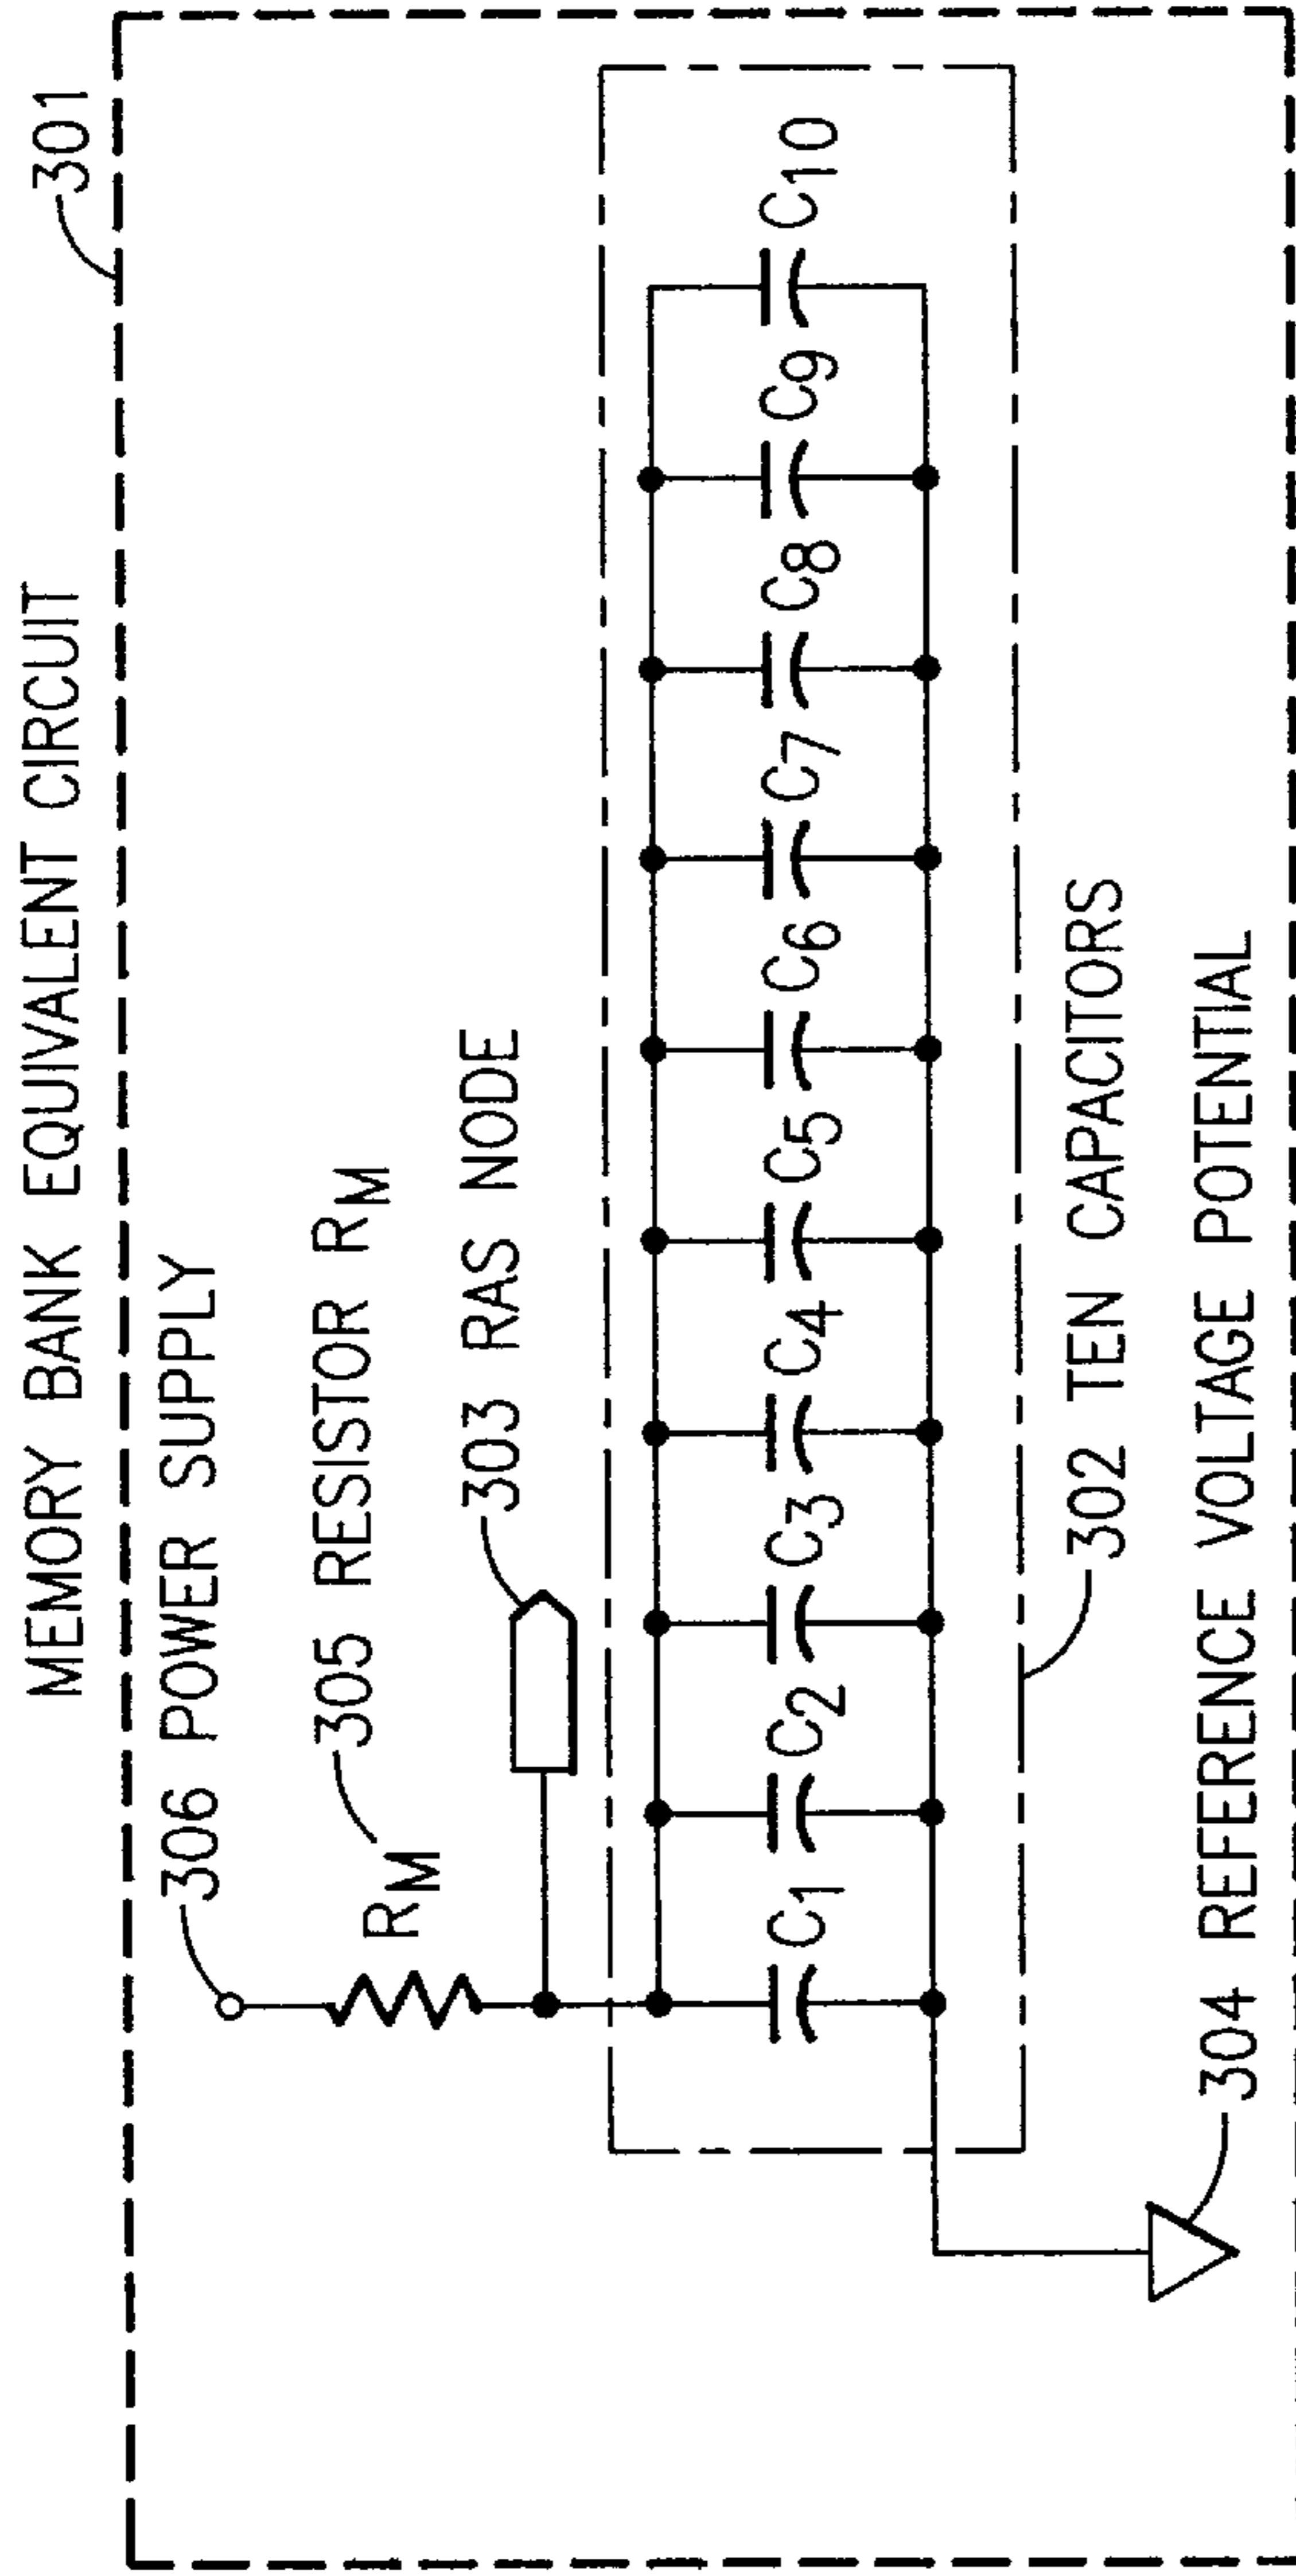 MEMORY BANK EQUIVALENT CIRCUIT
301
306 POWER SUPPLY
RM
305 RESISTOR RM
303 RAS NODE
C1 C2 C3 C4 C5 C6 C7 C8 C9 C10
302 TEN CAPACITORS
304 REFERENCE VOLTAGE POTENTIAL